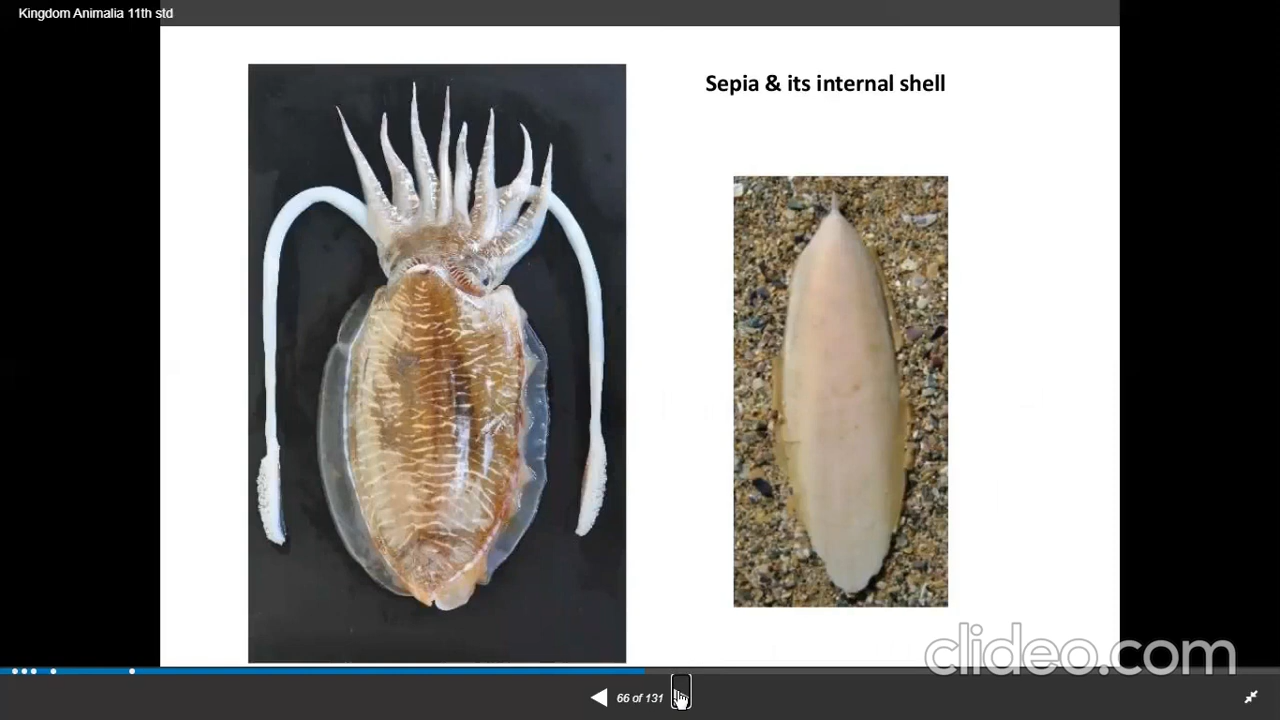 Kingdom Animalia 11th std
Sepia & its internal shell
clideo.com
66 of 131